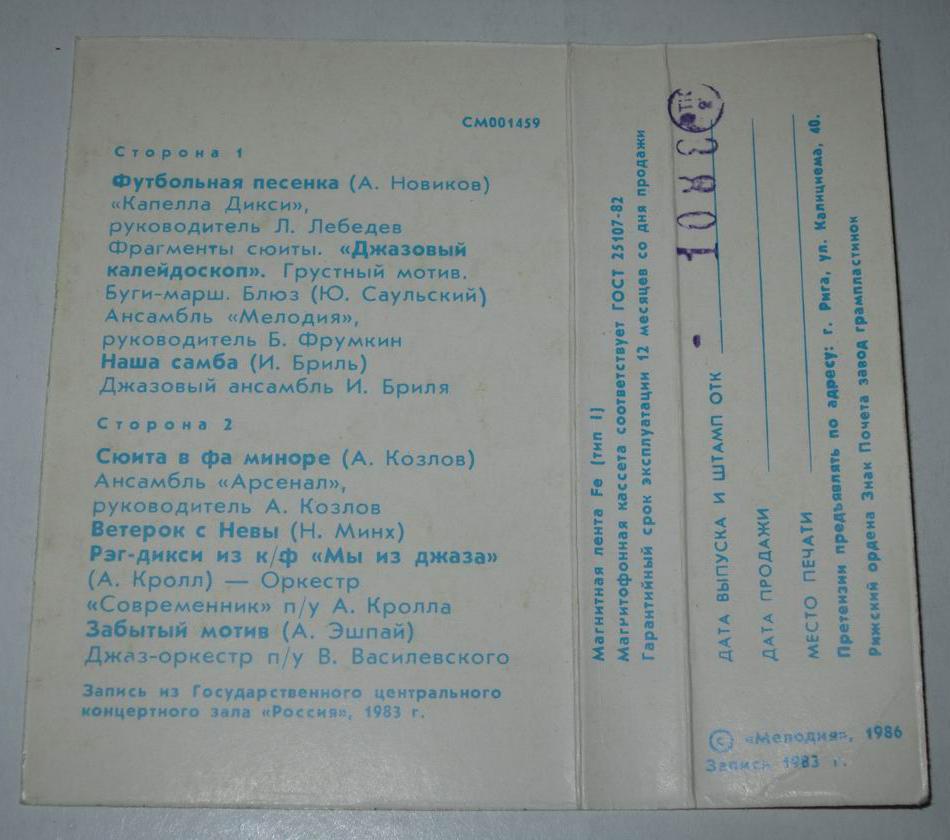 СМ001459
Сторона 1
Футбольная песенка (А. Новиков)
«Капелла Дикси»,
руководитель Л. Лебедев
Фрагменты сюиты. «Джазовый
калейдоскоп». Грустный мотив.
Буги-марш. Блюз (Ю. Саульский)
Ансамбль «Мелодия»,
руководитель Б. Фрумкин
Наша самба (И. Бриль)
Джазовый ансамбль И. Бриля
Сторона 2
Сюита в фа миноре (А. Козлов)
Ансамбль «Арсенал»,
руководитель А. Козлов
Ветерок с Невы (Н. Минх)
Рэг-дикси из к/ф «Мы из джаза»
(А. Кролл) — Оркестр
«Современник» п/у А. Кролла
Забытый мотив (А. Эшпай)
Джаз-оркестр п/у В. Василевского
Запись из Государственного центрального
концертного зала «Россия», 1983 г.
Магнитная лента Fe (тип I)
Магнитофонная кассета соответствует ГОСТ 25107-82
Гарантийный срок эксплуатации 12 месяцев со дня продажи
ДАТА ВЫПУСКА И ШТАМП ОТК
ДАТА ПРОДАЖИ
МЕСТО ПЕЧАТИ
Претензии предъявлять по адресу: г. Рига, ул. Калнциема, 40.
Рижский ордена Знак Почета завод грампластинок
© «Мелодия», 1986
Запись 1983 г.